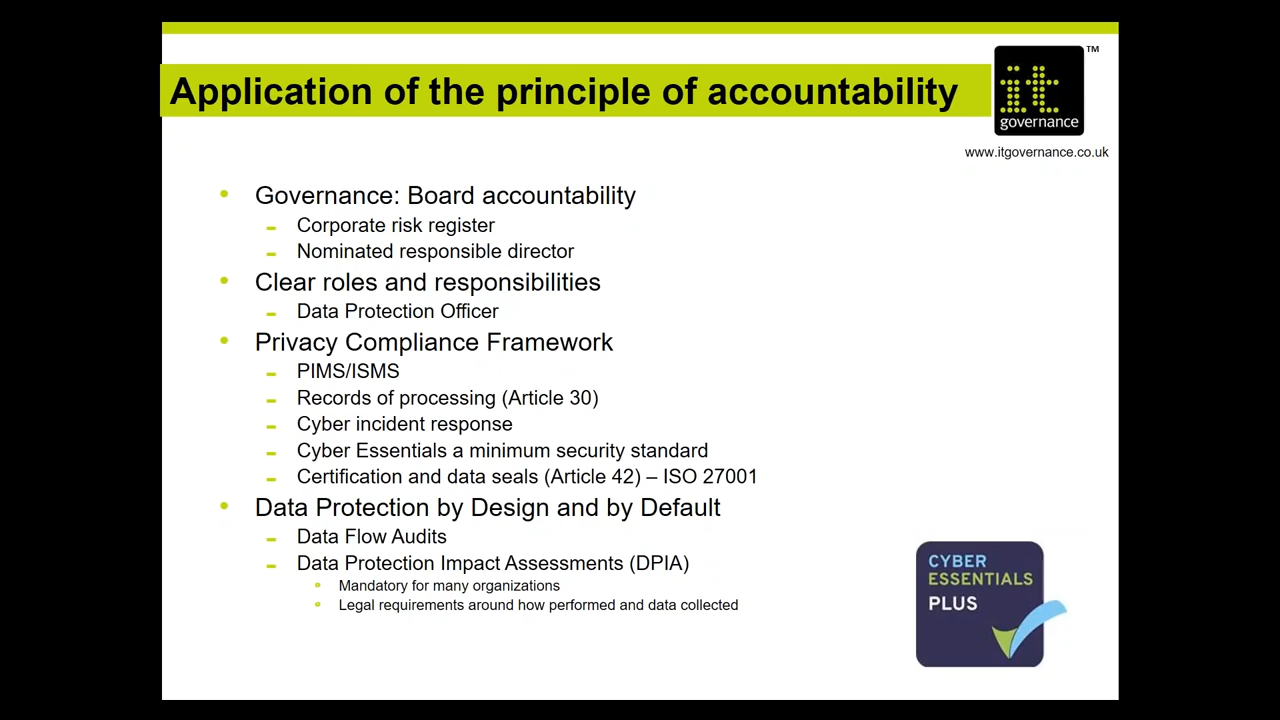 Application of the principle of accountability
it
governance
TM
www.itgovernance.co.uk
• Governance: Board accountability
– Corporate risk register
– Nominated responsible director
• Clear roles and responsibilities
– Data Protection Officer
• Privacy Compliance Framework
– PIMS/ISMS
– Records of processing (Article 30)
– Cyber incident response
– Cyber Essentials a minimum security standard
– Certification and data seals (Article 42) – ISO 27001
• Data Protection by Design and by Default
– Data Flow Audits
– Data Protection Impact Assessments (DPIA)
• Mandatory for many organizations
• Legal requirements around how performed and data collected
CYBER
ESSENTIALS
PLUS